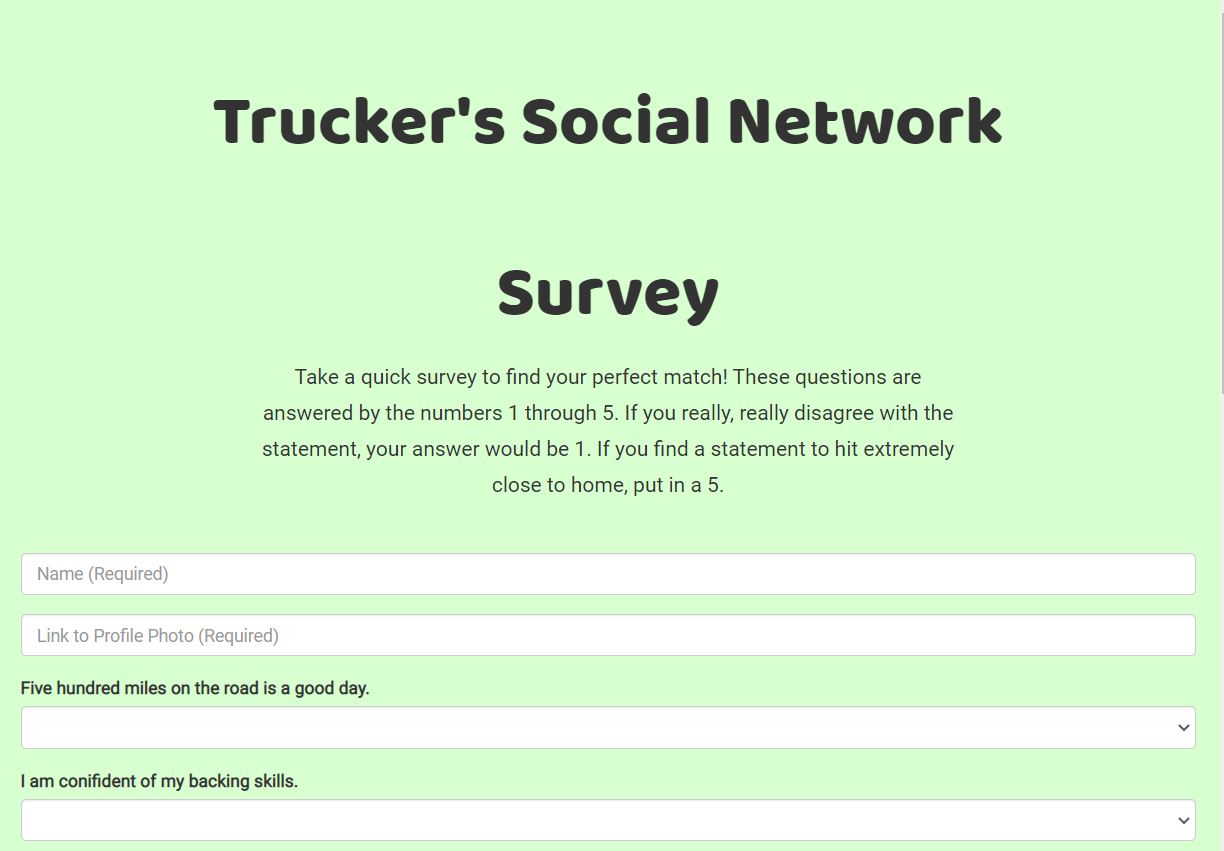 Trucker's Social Network
Survey
Take a quick survey to find your perfect match! These questions are
answered by the numbers 1 through 5. If you really, really disagree with the
statement, your answer would be 1. If you find a statement to hit extremely
close to home, put in a 5.
Name (Required)
Link to Profile Photo (Required)
Five hundred miles on the road is a good day.
I am conifident of my backing skills.